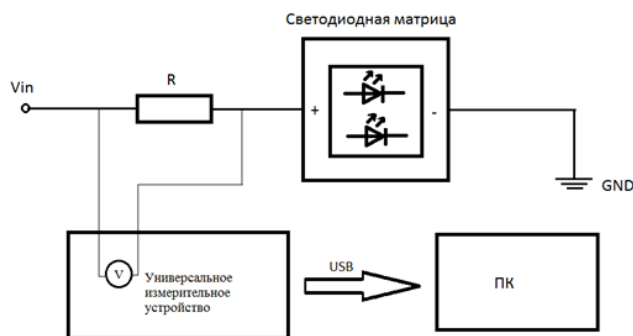 Светодиодная матрица
Vin
R
+
-
GND
V
Универсальное
измерительное
устройство
USB
ПК